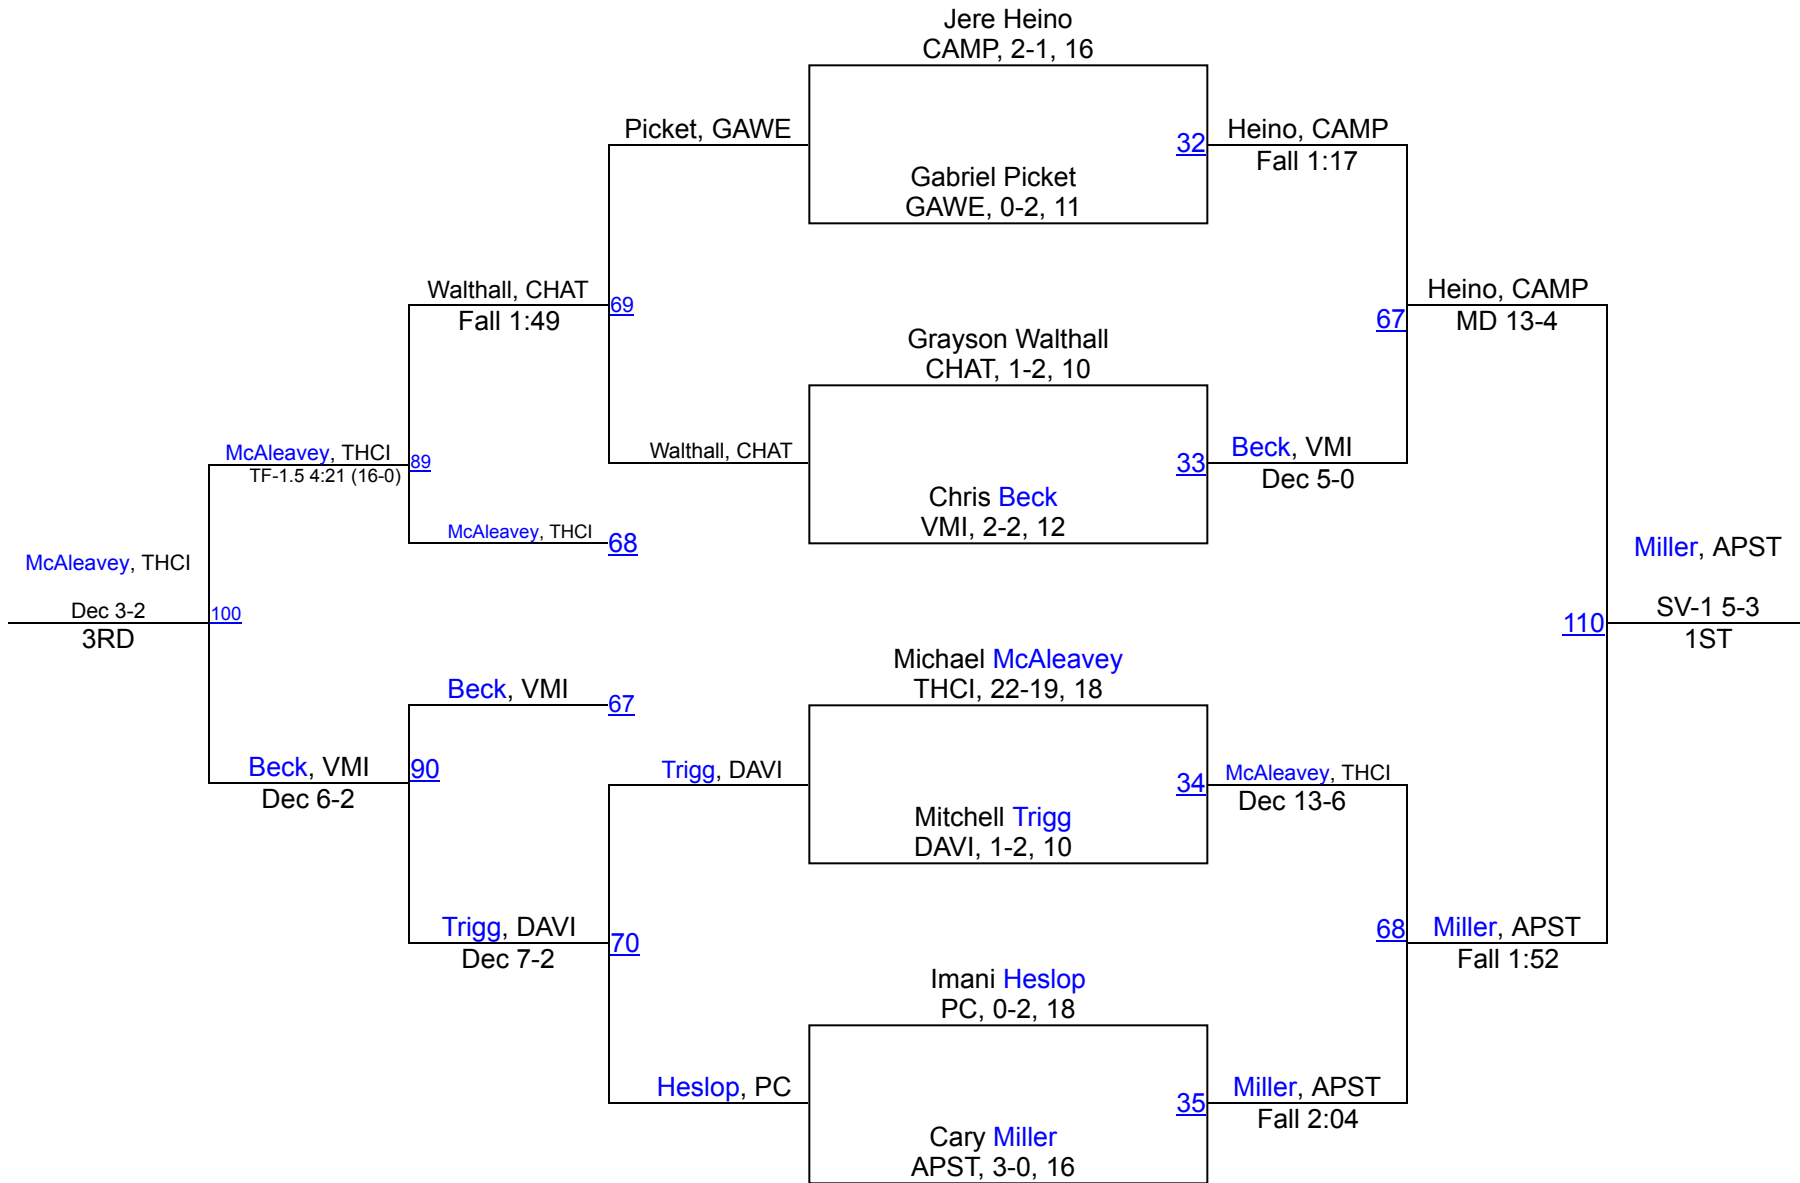 Jere Heino
CAMP, 2-1, 16
Picket, GAWE
32
Heino, CAMP
Fall 1:17
Gabriel Picket
GAWE, 0-2, 11
Walthall, CHAT
Fall 1:49
69
Heino, CAMP
MD 13-4
67
Grayson Walthall
CHAT, 1-2, 10
McAleavey, THCI
TF-1.5 4:21 (16-0)
89
Walthall, CHAT
33
Beck, VMI
Dec 5-0
Chris Beck
VMI, 2-2, 12
McAleavey, THCI
68
McAleavey, THCI
Dec 3-2
3RD
100
Miller, APST
SV-1 5-3
1ST
110
Michael McAleavey
THCI, 22-19, 18
Beck, VMI
67
Beck, VMI
Dec 6-2
90
Trigg, DAVI
34
McAleavey, THCI
Dec 13-6
Mitchell Trigg
DAVI, 1-2, 10
Trigg, DAVI
Dec 7-2
70
68
Miller, APST
Fall 1:52
Imani Heslop
PC, 0-2, 18
Heslop, PC
35
Miller, APST
Fall 2:04
Cary Miller
APST, 3-0, 16